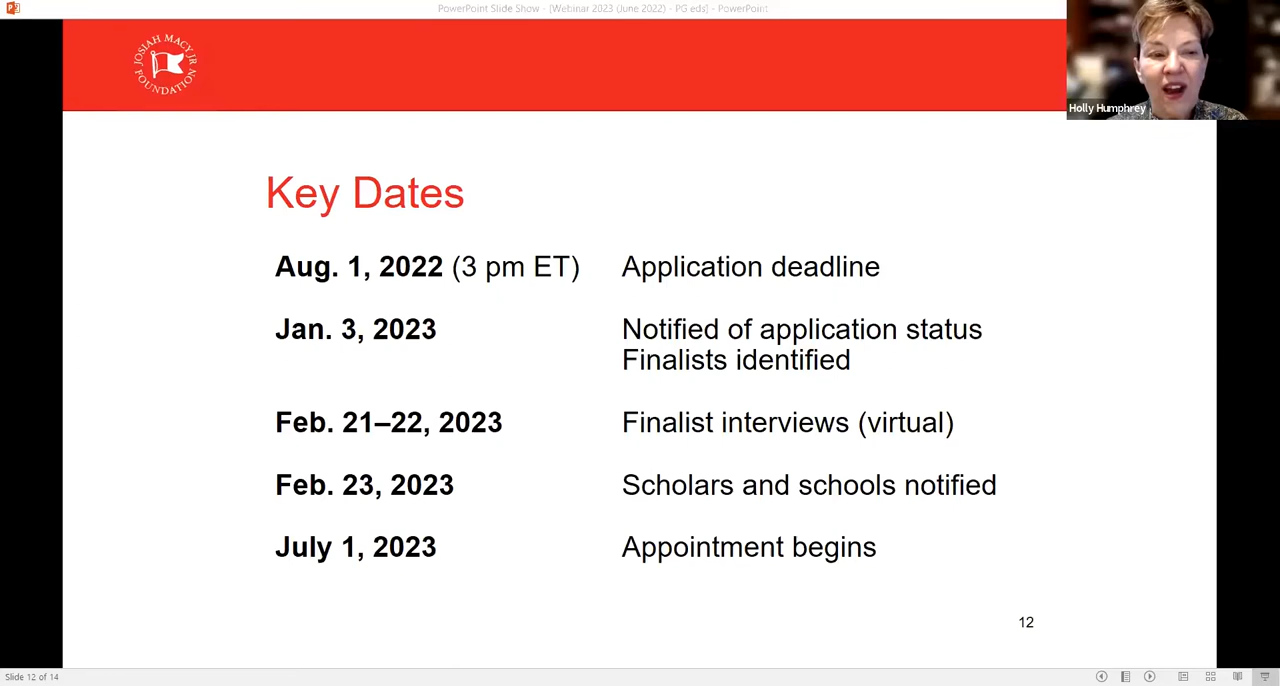 PowerPoint Slide Show - [Webinar 2023 (June 2022) - PG eds] - PowerPoint
JOSIAH MACY JR
FOUNDATION
Holly Humphrey
Key Dates
Aug. 1, 2022 (3 pm ET) Application deadline
Jan. 3, 2023 Notified of application status
Finalists identified
Feb. 21–22, 2023 Finalist interviews (virtual)
Feb. 23, 2023 Scholars and schools notified
July 1, 2023 Appointment begins
12
Slide 12 of 14